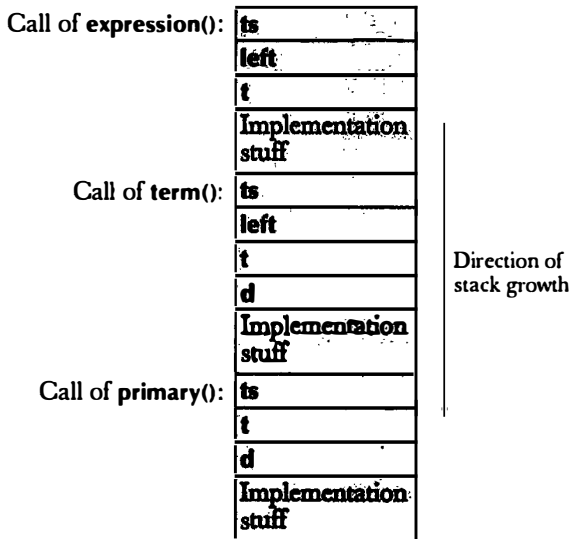 Call of expression(): ts
left
t
Implementation
stuff
Call of term(): ts
left
t
d
Implementation
stuff
Direction of
stack growth
Call of primary(): ts
t
d
Implementation
stuff